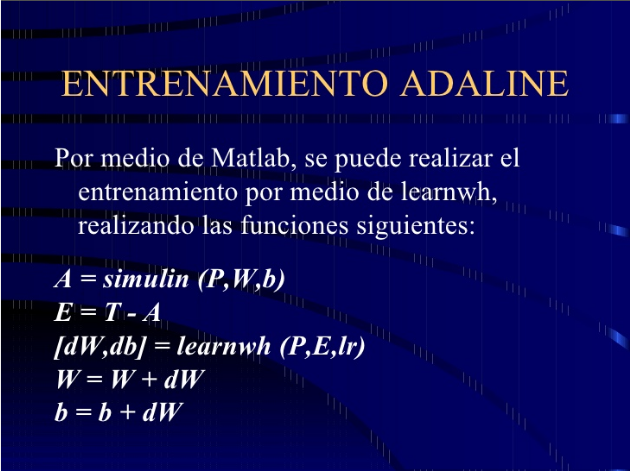 ENTRENAMIENTO ADALINE
Por medio de Matlab, se puede realizar el
entrenamiento por medio de learnwh,
realizando las funciones siguientes:
A = simulin (P,W,b)
E = T - A
[dW,db] = learnwh (P,E,lr)
W = W + dW
b = b + dW